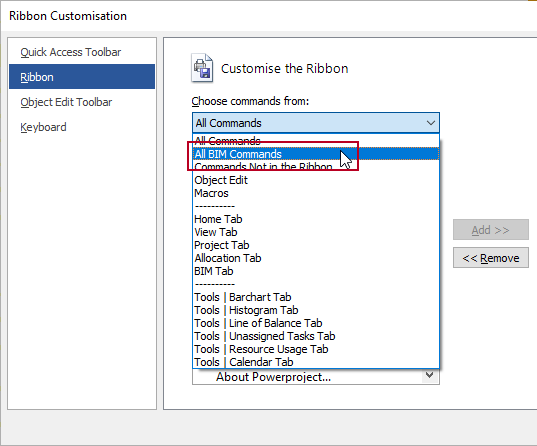 Ribbon Customisation
Quick Access Toolbar
Ribbon
Object Edit Toolbar
Keyboard
Customise the Ribbon
Choose commands from:
All Commands
All Commands
All BIM Commands
Commands Not in the Ribbon
Object Edit
Macros
----------
Home Tab
View Tab
Project Tab
Allocation Tab
BIM Tab
----------
Tools | Barchart Tab
Tools | Histogram Tab
Tools | Line of Balance Tab
Tools | Unassigned Tasks Tab
Tools | Resource Usage Tab
Tools | Calendar Tab
About Powerproject...
Add >>
<< Remove